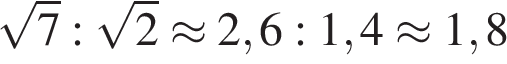 √7 : √2 ≈ 2,6 : 1,4 ≈ 1,8